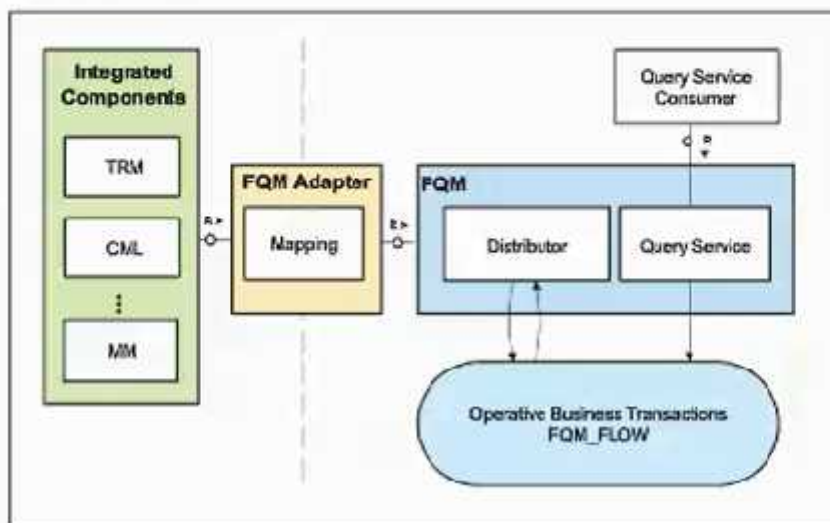 Integrated
Components
TRM
CML
MM
FQM Adapter
Mapping
R
R
Query Service
Consumer
R
FQM
Distributor
Query Service
Operative Business Transactions
FQM_FLOW